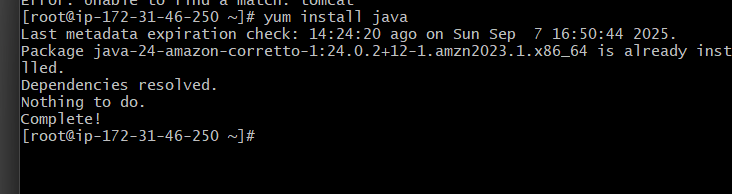 Error: Unable to find a match: tomcat
[root@ip-172-31-46-250 ~]# yum install java
Last metadata expiration check: 14:24:20 ago on Sun Sep  7 16:50:44 2025.
Package java-24-amazon-corretto-1:24.0.2+12-1.amzn2023.1.x86_64 is already inst
lled.
Dependencies resolved.
Nothing to do.
Complete!
[root@ip-172-31-46-250 ~]#